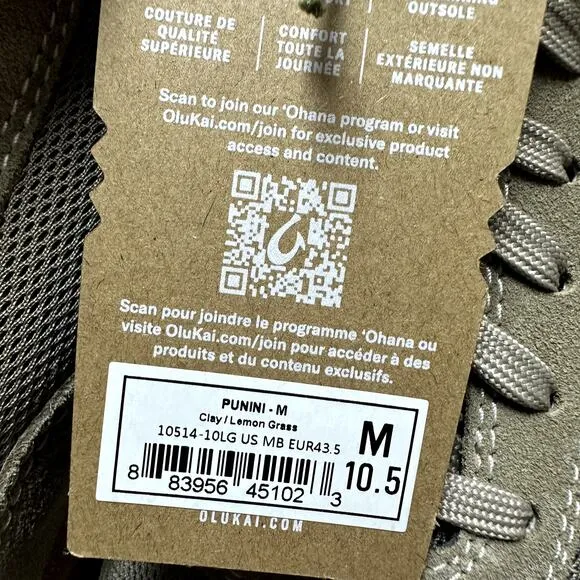 OUTSOLE
COUTURE DE
QUALITÉ
SUPÉRIEURE
CONFORT
TOUTE LA
JOURNÉE
SEMELLE
EXTÉRIEURE NON
MARQUANTE
Scan to join our ‘Ohana program or visit
OluKai.com/join for exclusive product
access and content.
Scan pour joindre le programme ‘Ohana ou
visite OluKai.com/join pour accéder à des
produits et du contenu exclusifs.
PUNINI - M
Clay / Lemon Grass
10514-10LG US MB EUR43.5
M
10.5
8 83956 45102 3
OLUKAI.COM